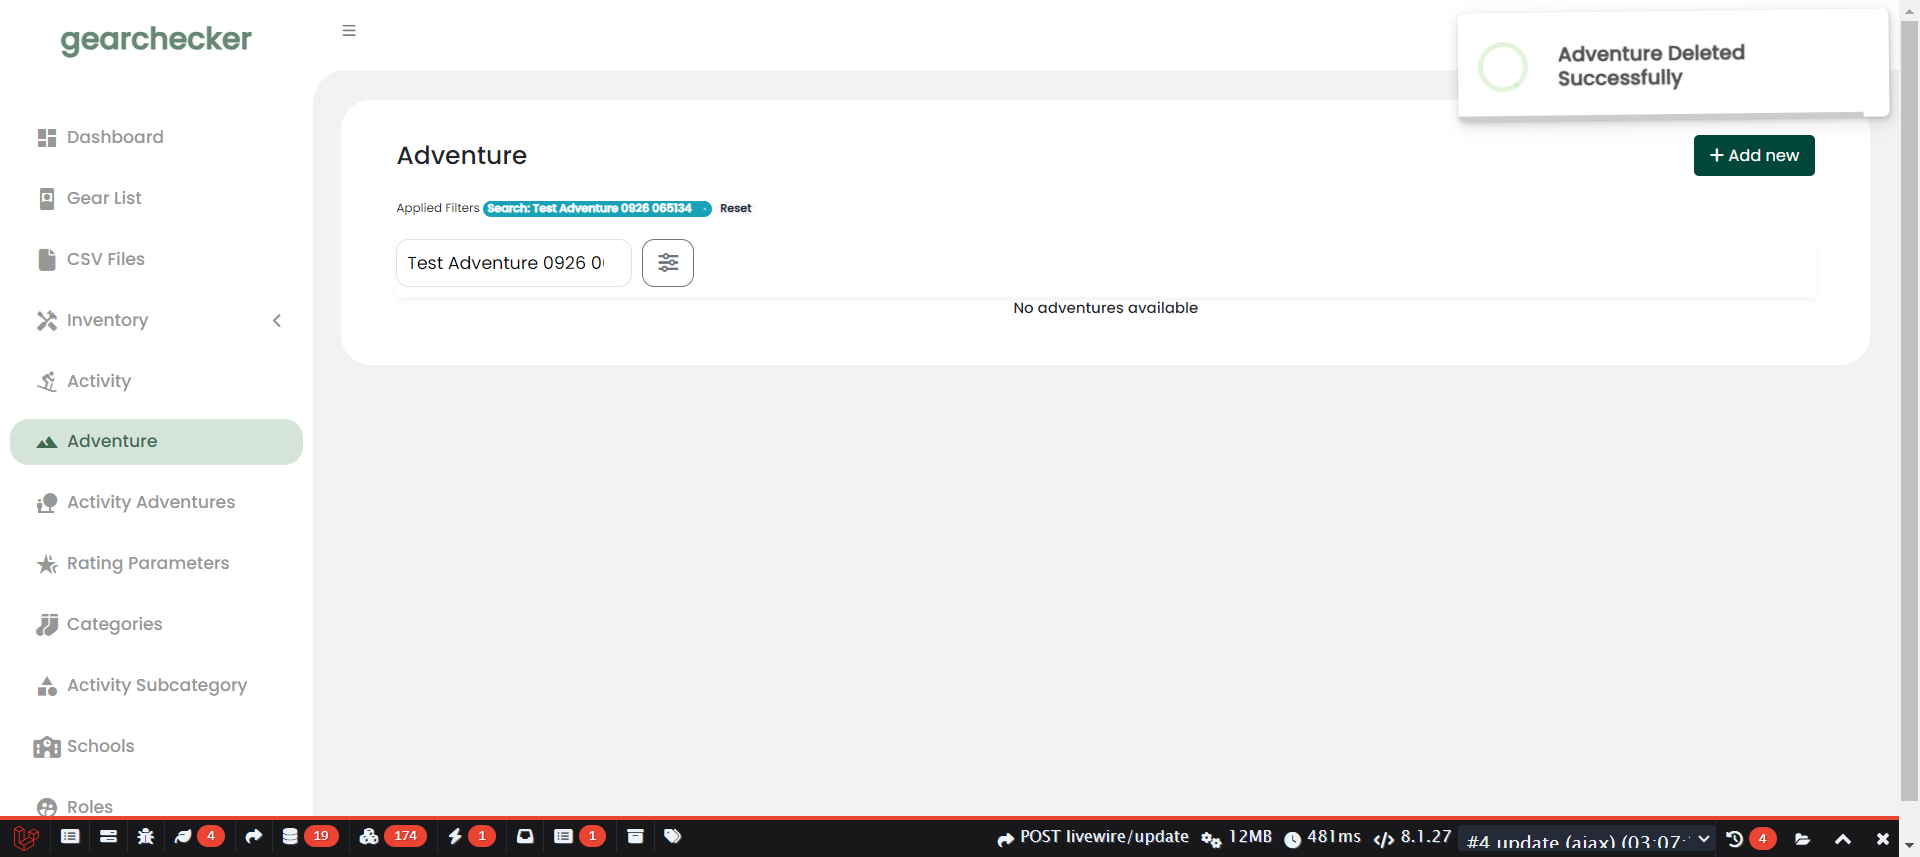 gearchecker
Adventure Deleted
Successfully
Dashboard
Gear List
CSV Files
Inventory
Activity
Adventure
Activity Adventures
Rating Parameters
Categories
Activity Subcategory
Schools
Roles
Adventure
+ Add new
Applied Filters Search: Test Adventure 0926 065134 × Reset
Test Adventure 0926 0
No adventures available
4 19 174 1 1 POST livewire/update 12MB 481ms 8.1.27 #4 update (ajax) (03:07: 4